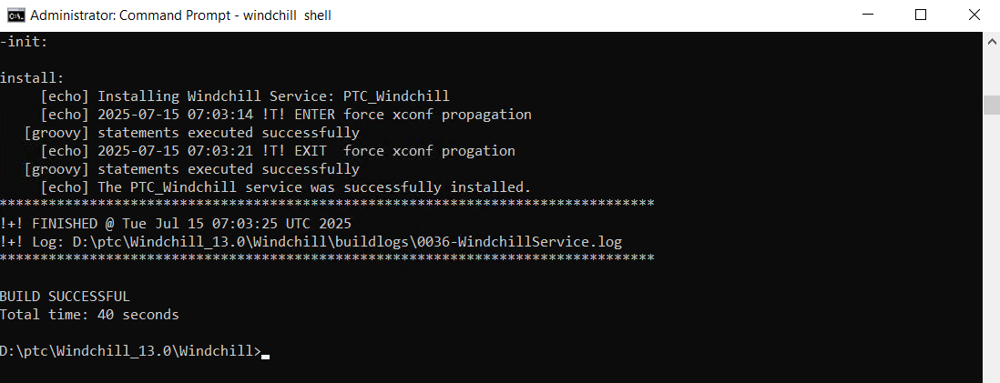 Administrator: Command Prompt - windchill  shell
-init:
install:
     [echo] Installing Windchill Service: PTC_Windchill
     [echo] 2025-07-15 07:03:14 !T! ENTER force xconf propagation
   [groovy] statements executed successfully
     [echo] 2025-07-15 07:03:21 !T! EXIT  force xconf progation
   [groovy] statements executed successfully
     [echo] The PTC_Windchill service was successfully installed.
********************************************************************************
!+! FINISHED @ Tue Jul 15 07:03:25 UTC 2025
!+! Log: D:\ptc\Windchill_13.0\Windchill\buildlogs\0036-WindchillService.log
********************************************************************************
BUILD SUCCESSFUL
Total time: 40 seconds
D:\ptc\Windchill_13.0\Windchill>